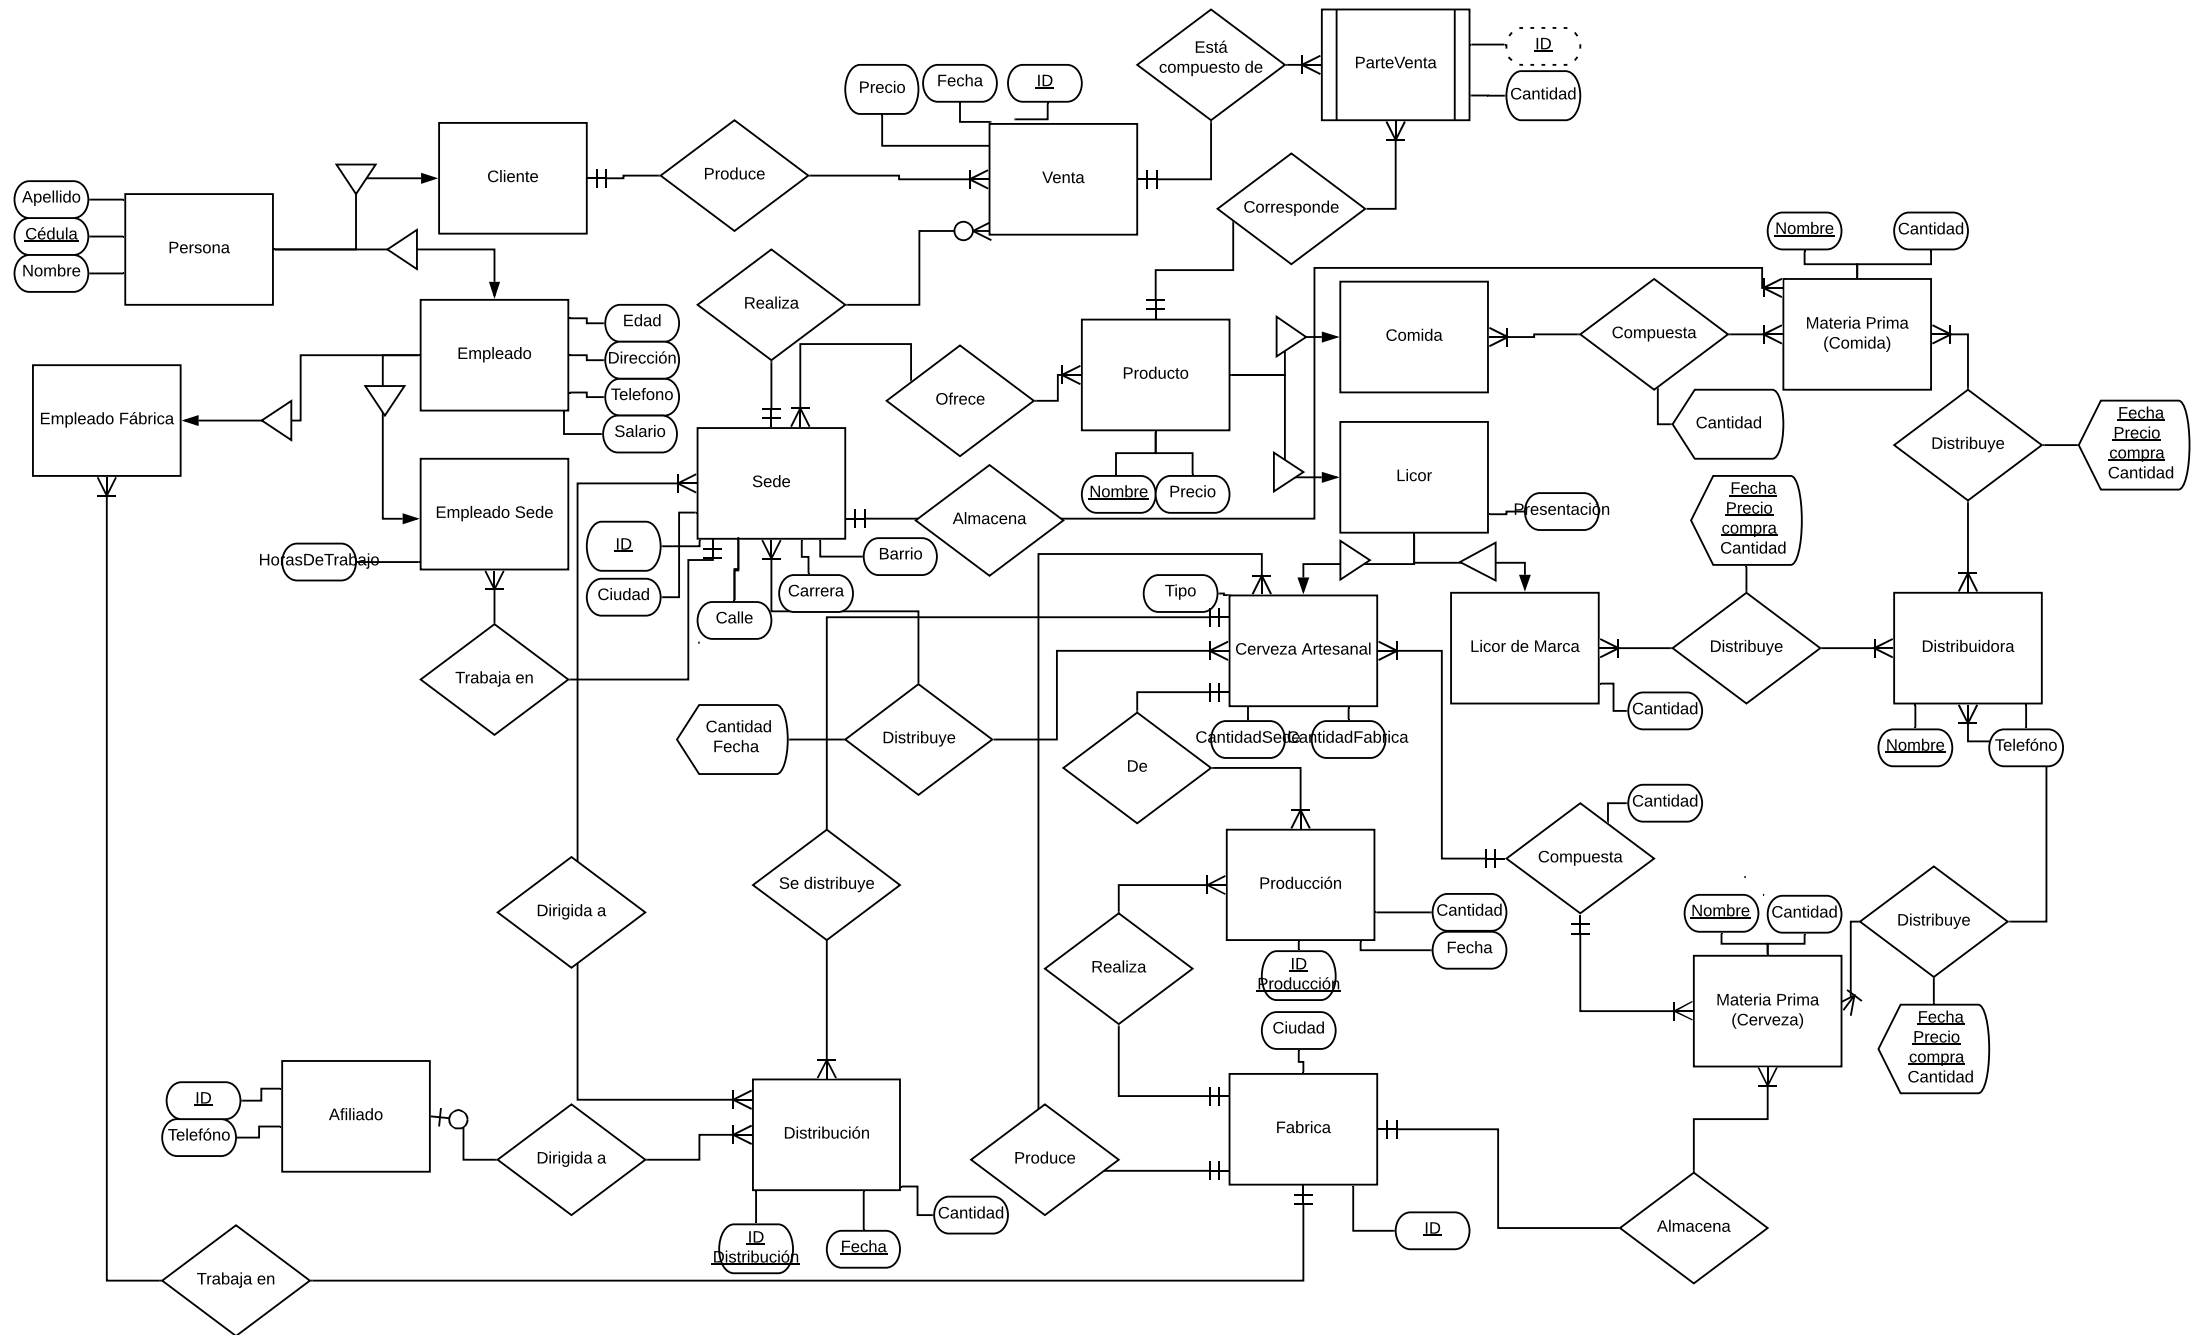 Está
compuesto de
ParteVenta
ID
Cantidad
Precio
Fecha
ID
Cliente
Produce
Venta
Corresponde
Apellido
Cédula
Nombre
Persona
Nombre
Cantidad
Realiza
Edad
Dirección
Telefono
Salario
Empleado
Producto
Comida
Compuesta
Materia Prima
(Comida)
Cantidad
Empleado Fábrica
Ofrece
Nombre
Precio
Distribuye
Fecha
Precio
compra
Cantidad
Sede
Licor
Presentación
Fecha
Precio
compra
Cantidad
Empleado Sede
HorasDeTrabajo
Almacena
ID
Ciudad
Calle
Carrera
Barrio
Tipo
Trabaja en
Cerveza Artesanal
Licor de Marca
Distribuye
Distribuidora
Cantidad
Cantidad
Fecha
Distribuye
CantidadSede
CantidadFabrica
Nombre
Telefóno
De
Cantidad
Compuesta
Dirigida a
Se distribuye
Producción
Cantidad
Fecha
ID
Producción
Nombre
Cantidad
Distribuye
Realiza
Materia Prima
(Cerveza)
Fecha
Precio
compra
Cantidad
Ciudad
ID
Telefóno
Afiliado
Dirigida a
Distribución
Produce
Fabrica
ID
Distribución
Fecha
Cantidad
ID
Almacena
Trabaja en